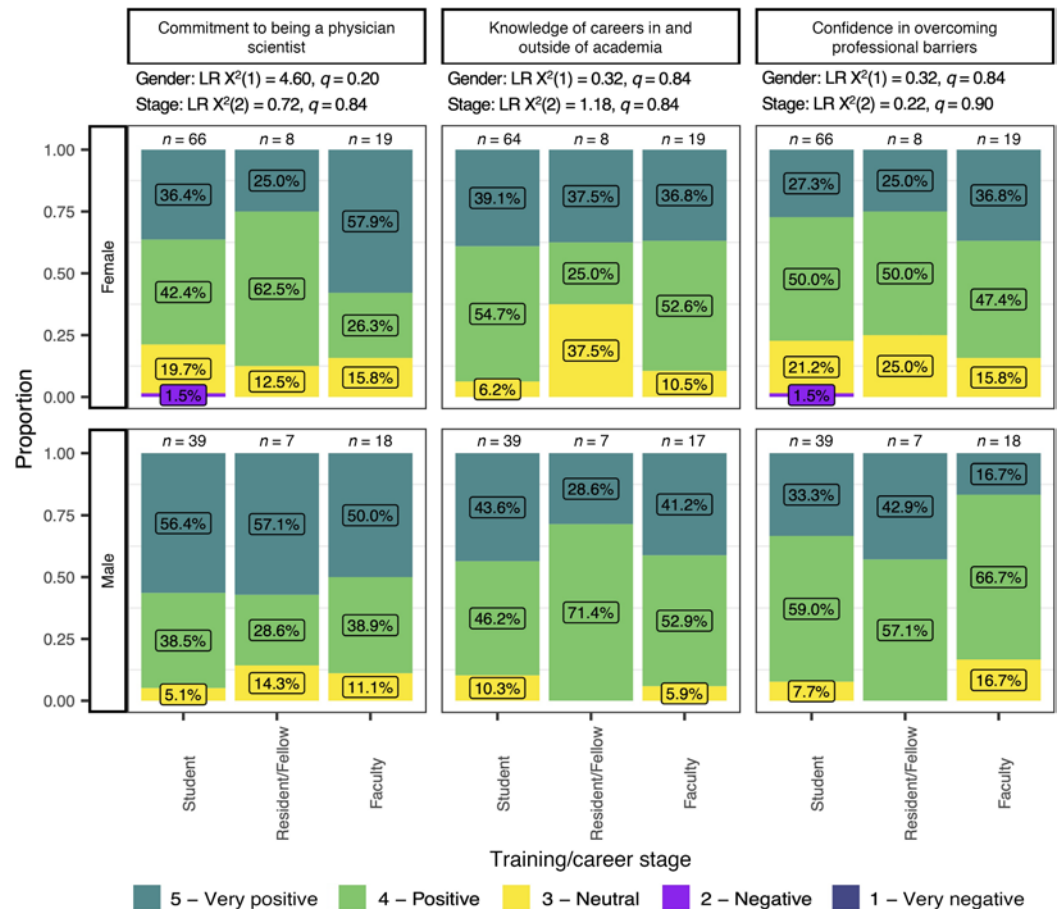 Commitment to being a physician
scientist
Knowledge of careers in and
outside of academia
Confidence in overcoming
professional barriers
Gender: LR X²(1) = 4.60, q = 0.20
Stage: LR X²(2) = 0.72, q = 0.84
Gender: LR X²(1) = 0.32, q = 0.84
Stage: LR X²(2) = 1.18, q = 0.84
Gender: LR X²(1) = 0.32, q = 0.84
Stage: LR X²(2) = 0.22, q = 0.90
Proportion
Female
1.00
0.75
0.50
0.25
0.00
n = 66
n = 8
n = 19
36.4%
25.0%
57.9%
42.4%
62.5%
26.3%
19.7%
12.5%
15.8%
1.5%
n = 64
n = 8
n = 19
39.1%
37.5%
36.8%
54.7%
25.0%
52.6%
6.2%
37.5%
10.5%
n = 66
n = 8
n = 19
27.3%
25.0%
36.8%
50.0%
50.0%
47.4%
21.2%
25.0%
15.8%
1.5%
Male
1.00
0.75
0.50
0.25
0.00
n = 39
n = 7
n = 18
56.4%
57.1%
50.0%
38.5%
28.6%
38.9%
5.1%
14.3%
11.1%
n = 39
n = 7
n = 17
43.6%
28.6%
41.2%
46.2%
71.4%
52.9%
10.3%
5.9%
n = 39
n = 7
n = 18
33.3%
42.9%
16.7%
59.0%
57.1%
66.7%
7.7%
16.7%
Student
Resident/Fellow
Faculty
Student
Resident/Fellow
Faculty
Student
Resident/Fellow
Faculty
Training/career stage
5 – Very positive
4 – Positive
3 – Neutral
2 – Negative
1 – Very negative